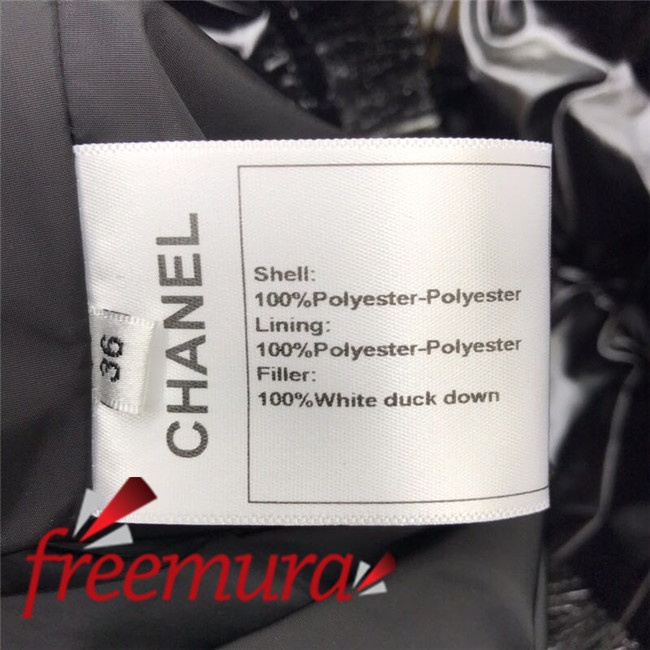 CHANEL
36
Shell:
100%Polyester-Polyester
Lining:
100%Polyester-Polyester
Filler:
100%White duck down
freemura